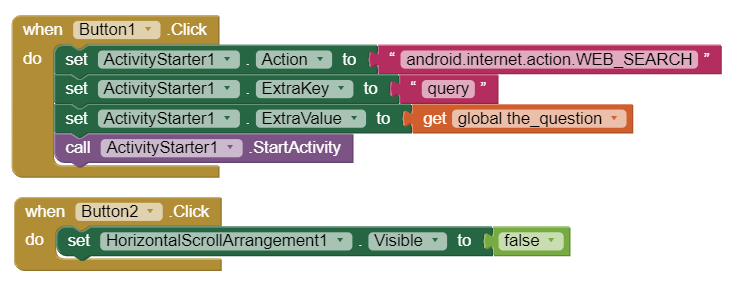 when Button1 .Click
do set ActivityStarter1 . Action to " android.internet.action.WEB_SEARCH "
set ActivityStarter1 . ExtraKey to " query "
set ActivityStarter1 . ExtraValue to get global the_question
call ActivityStarter1 .StartActivity
when Button2 .Click
do set HorizontalScrollArrangement1 . Visible to false